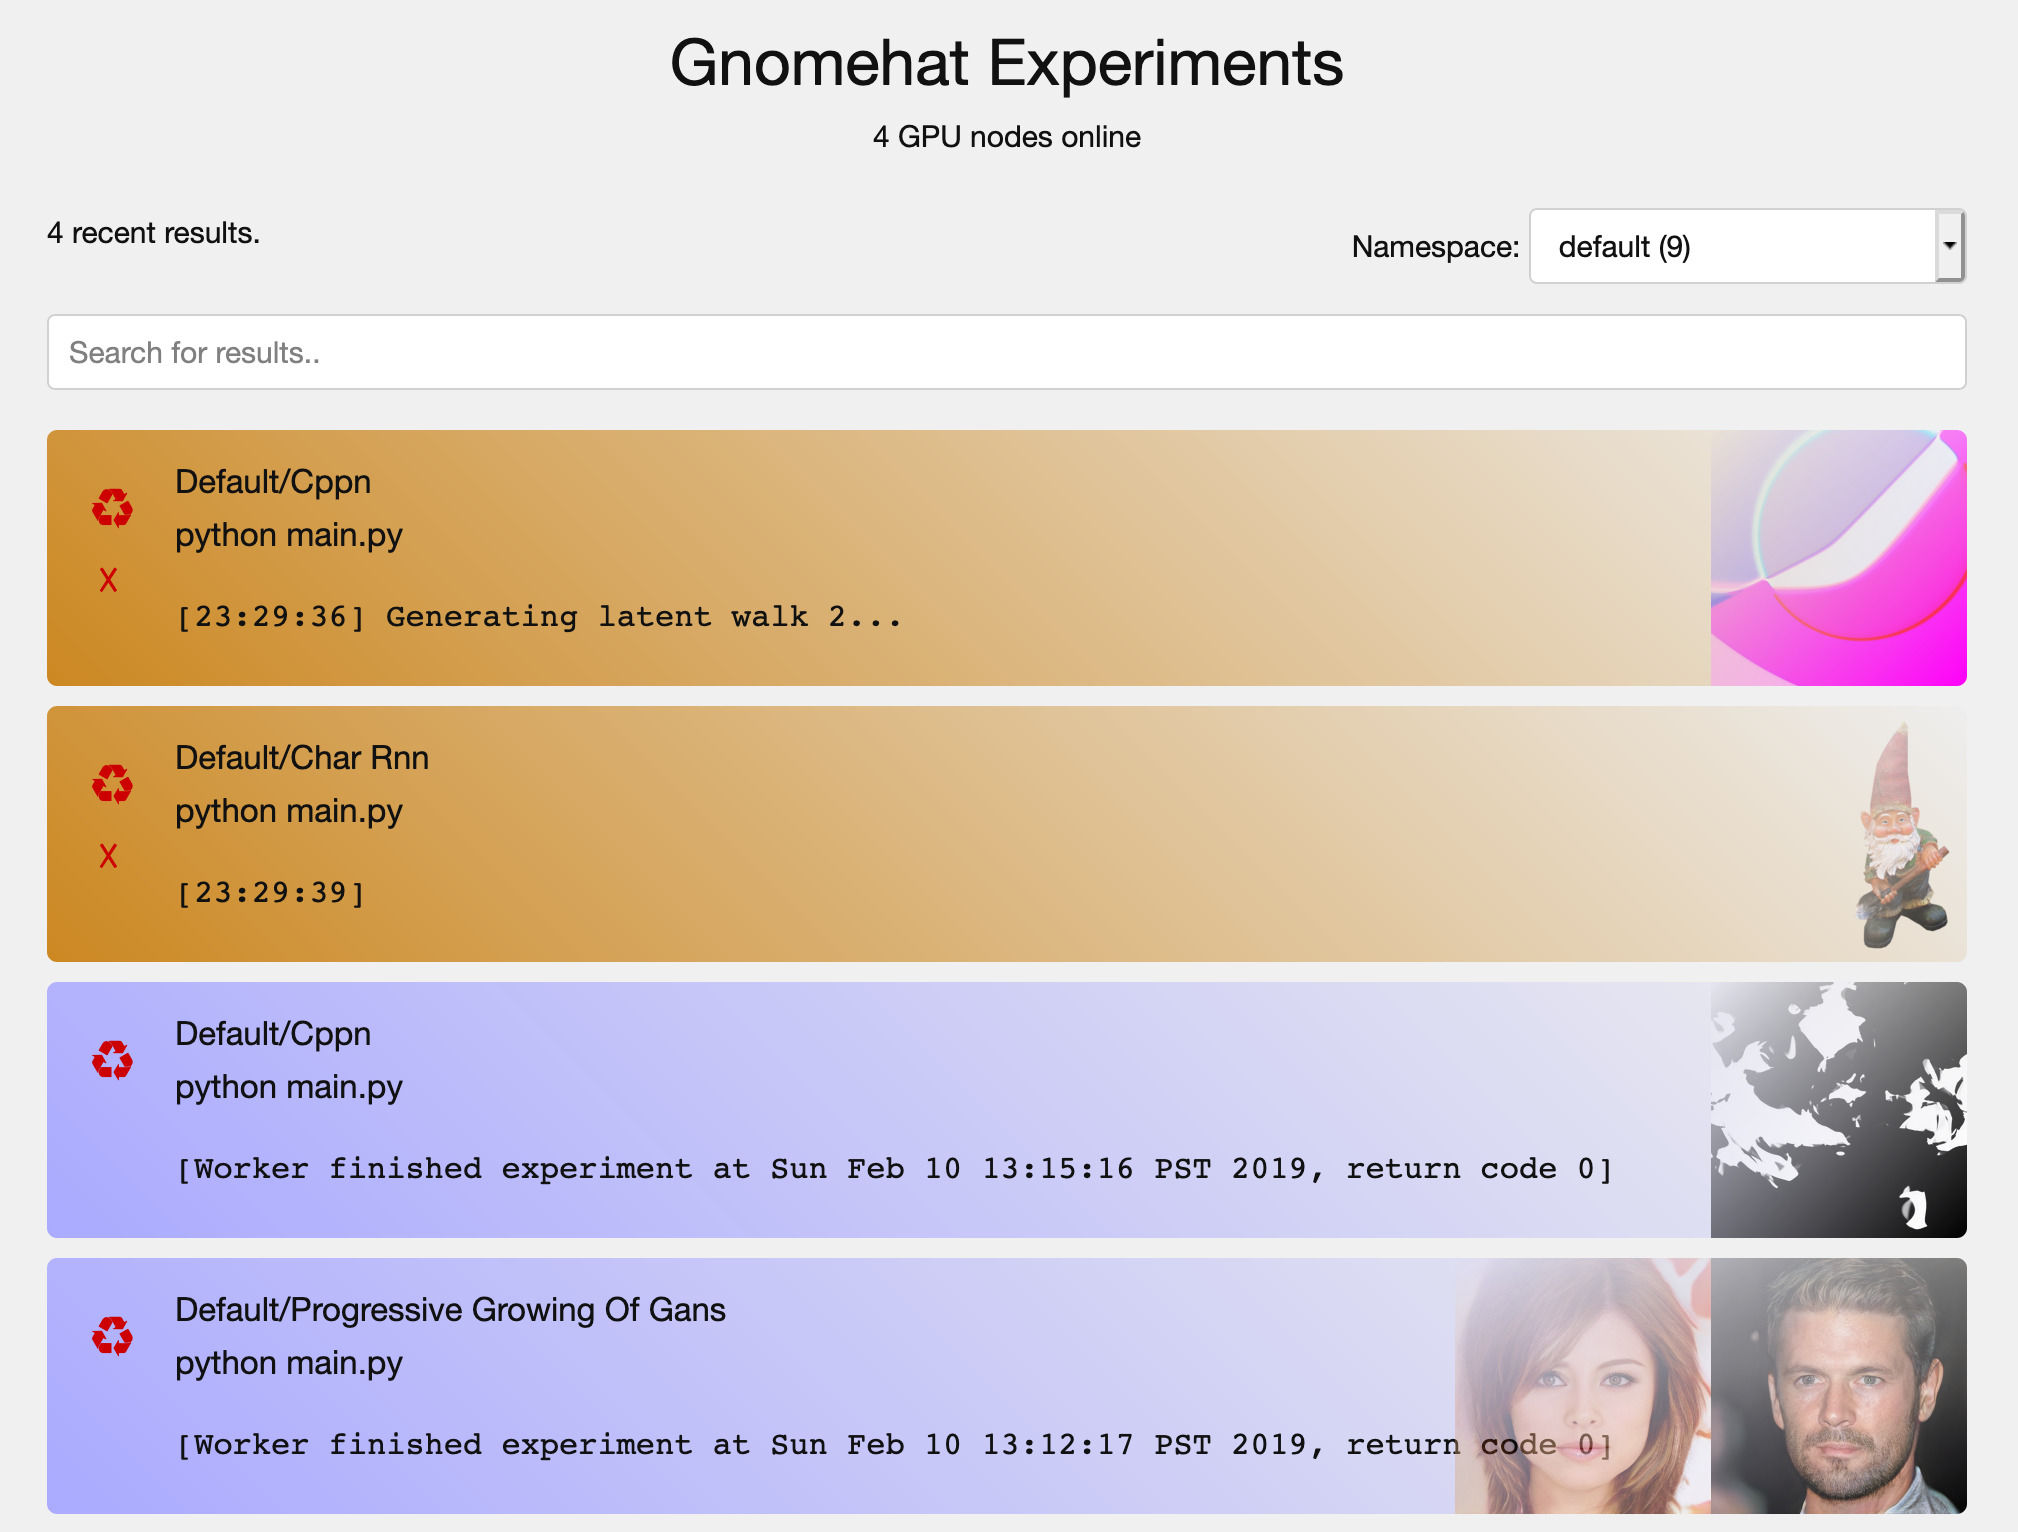 Gnomehat Experiments
4 GPU nodes online
4 recent results.
Namespace: default (9)
Search for results..
Default/Cppn
python main.py
X
[23:29:36] Generating latent walk 2...
Default/Char Rnn
python main.py
X
[23:29:39]
Default/Cppn
python main.py
[Worker finished experiment at Sun Feb 10 13:15:16 PST 2019, return code 0]
Default/Progressive Growing Of Gans
python main.py
[Worker finished experiment at Sun Feb 10 13:12:17 PST 2019, return code 0]